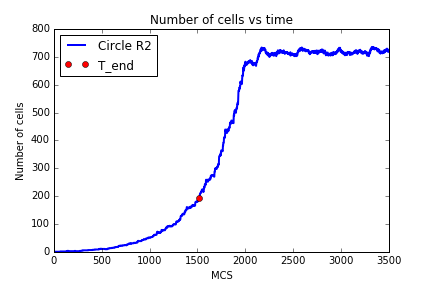 Number of cells vs time
Circle R2
T_end
Number of cells
800
700
600
500
400
300
200
100
0
0 500 1000 1500 2000 2500 3000 3500
MCS